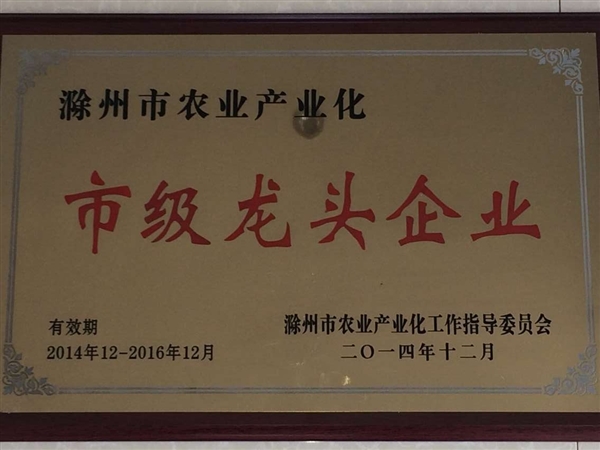 滁州市农业产业化
市级龙头企业
有效期
2014年12-2016年12月
滁州市农业产业化工作指导委员会
二〇一四年十二月